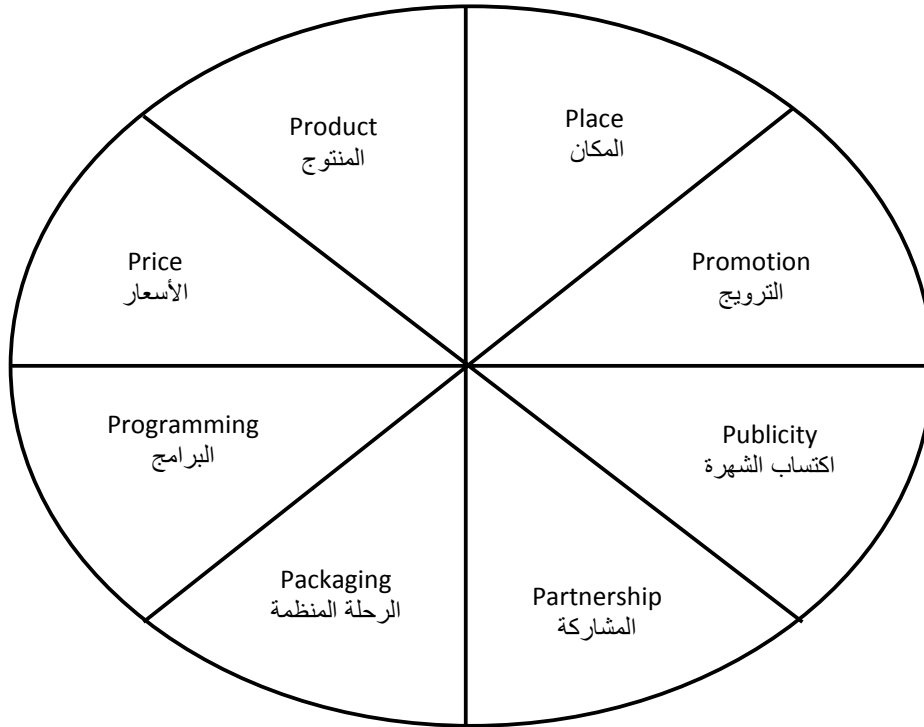 Product
المنتوج
Place
المكان
Price
الأسعار
Promotion
الترويج
Programming
البرامج
Publicity
اكتساب الشهرة
Packaging
الرحلة المنظمة
Partnership
المشاركة